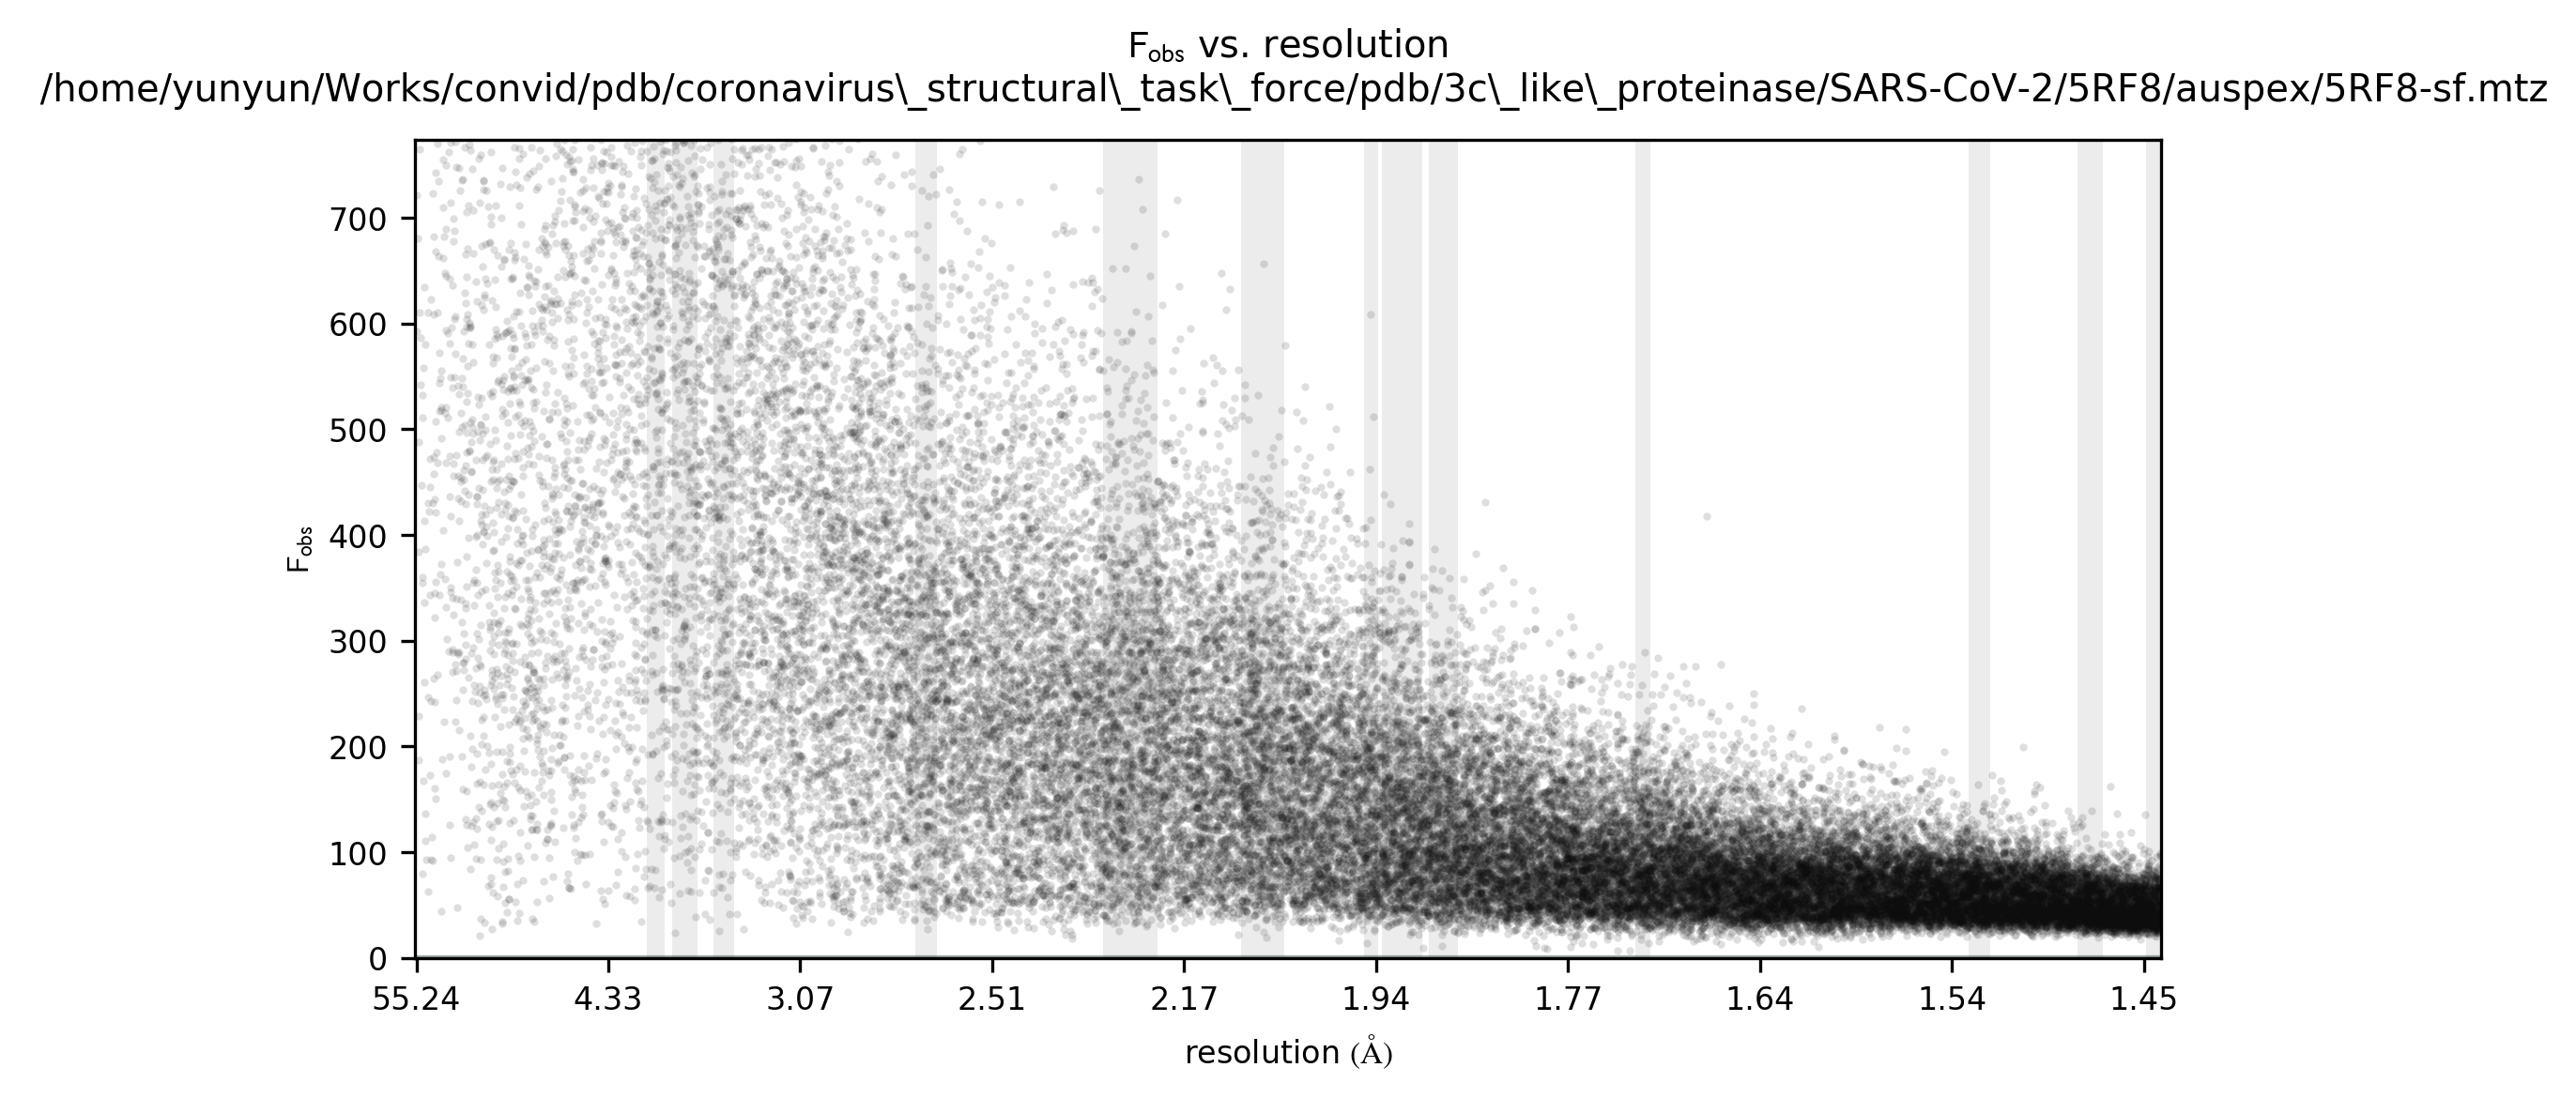 F_obs vs. resolution
/home/yunyun/Works/convid/pdb/coronavirus\_structural\_task\_force/pdb/3c\_like\_proteinase/SARS-CoV-2/5RF8/auspex/5RF8-sf.mtz
700
600
500
400
300
200
100
0
F_obs
55.24 4.33 3.07 2.51 2.17 1.94 1.77 1.64 1.54 1.45
resolution (Å)